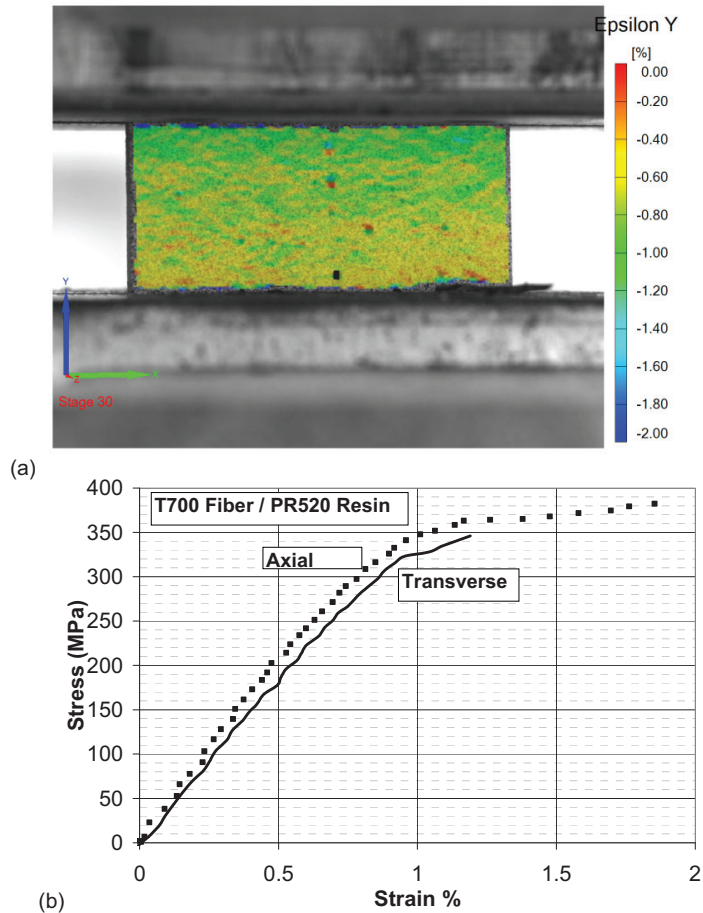 Epsilon Y
[%]
0.00
-0.20
-0.40
-0.60
-0.80
-1.00
-1.20
-1.40
-1.60
-1.80
-2.00
Y
X
Z
Stage 30
(a)
400
350
300
250
200
150
100
50
0
Stress (MPa)
T700 Fiber / PR520 Resin
Axial
Transverse
0 0.5 1 1.5 2
Strain %
(b)